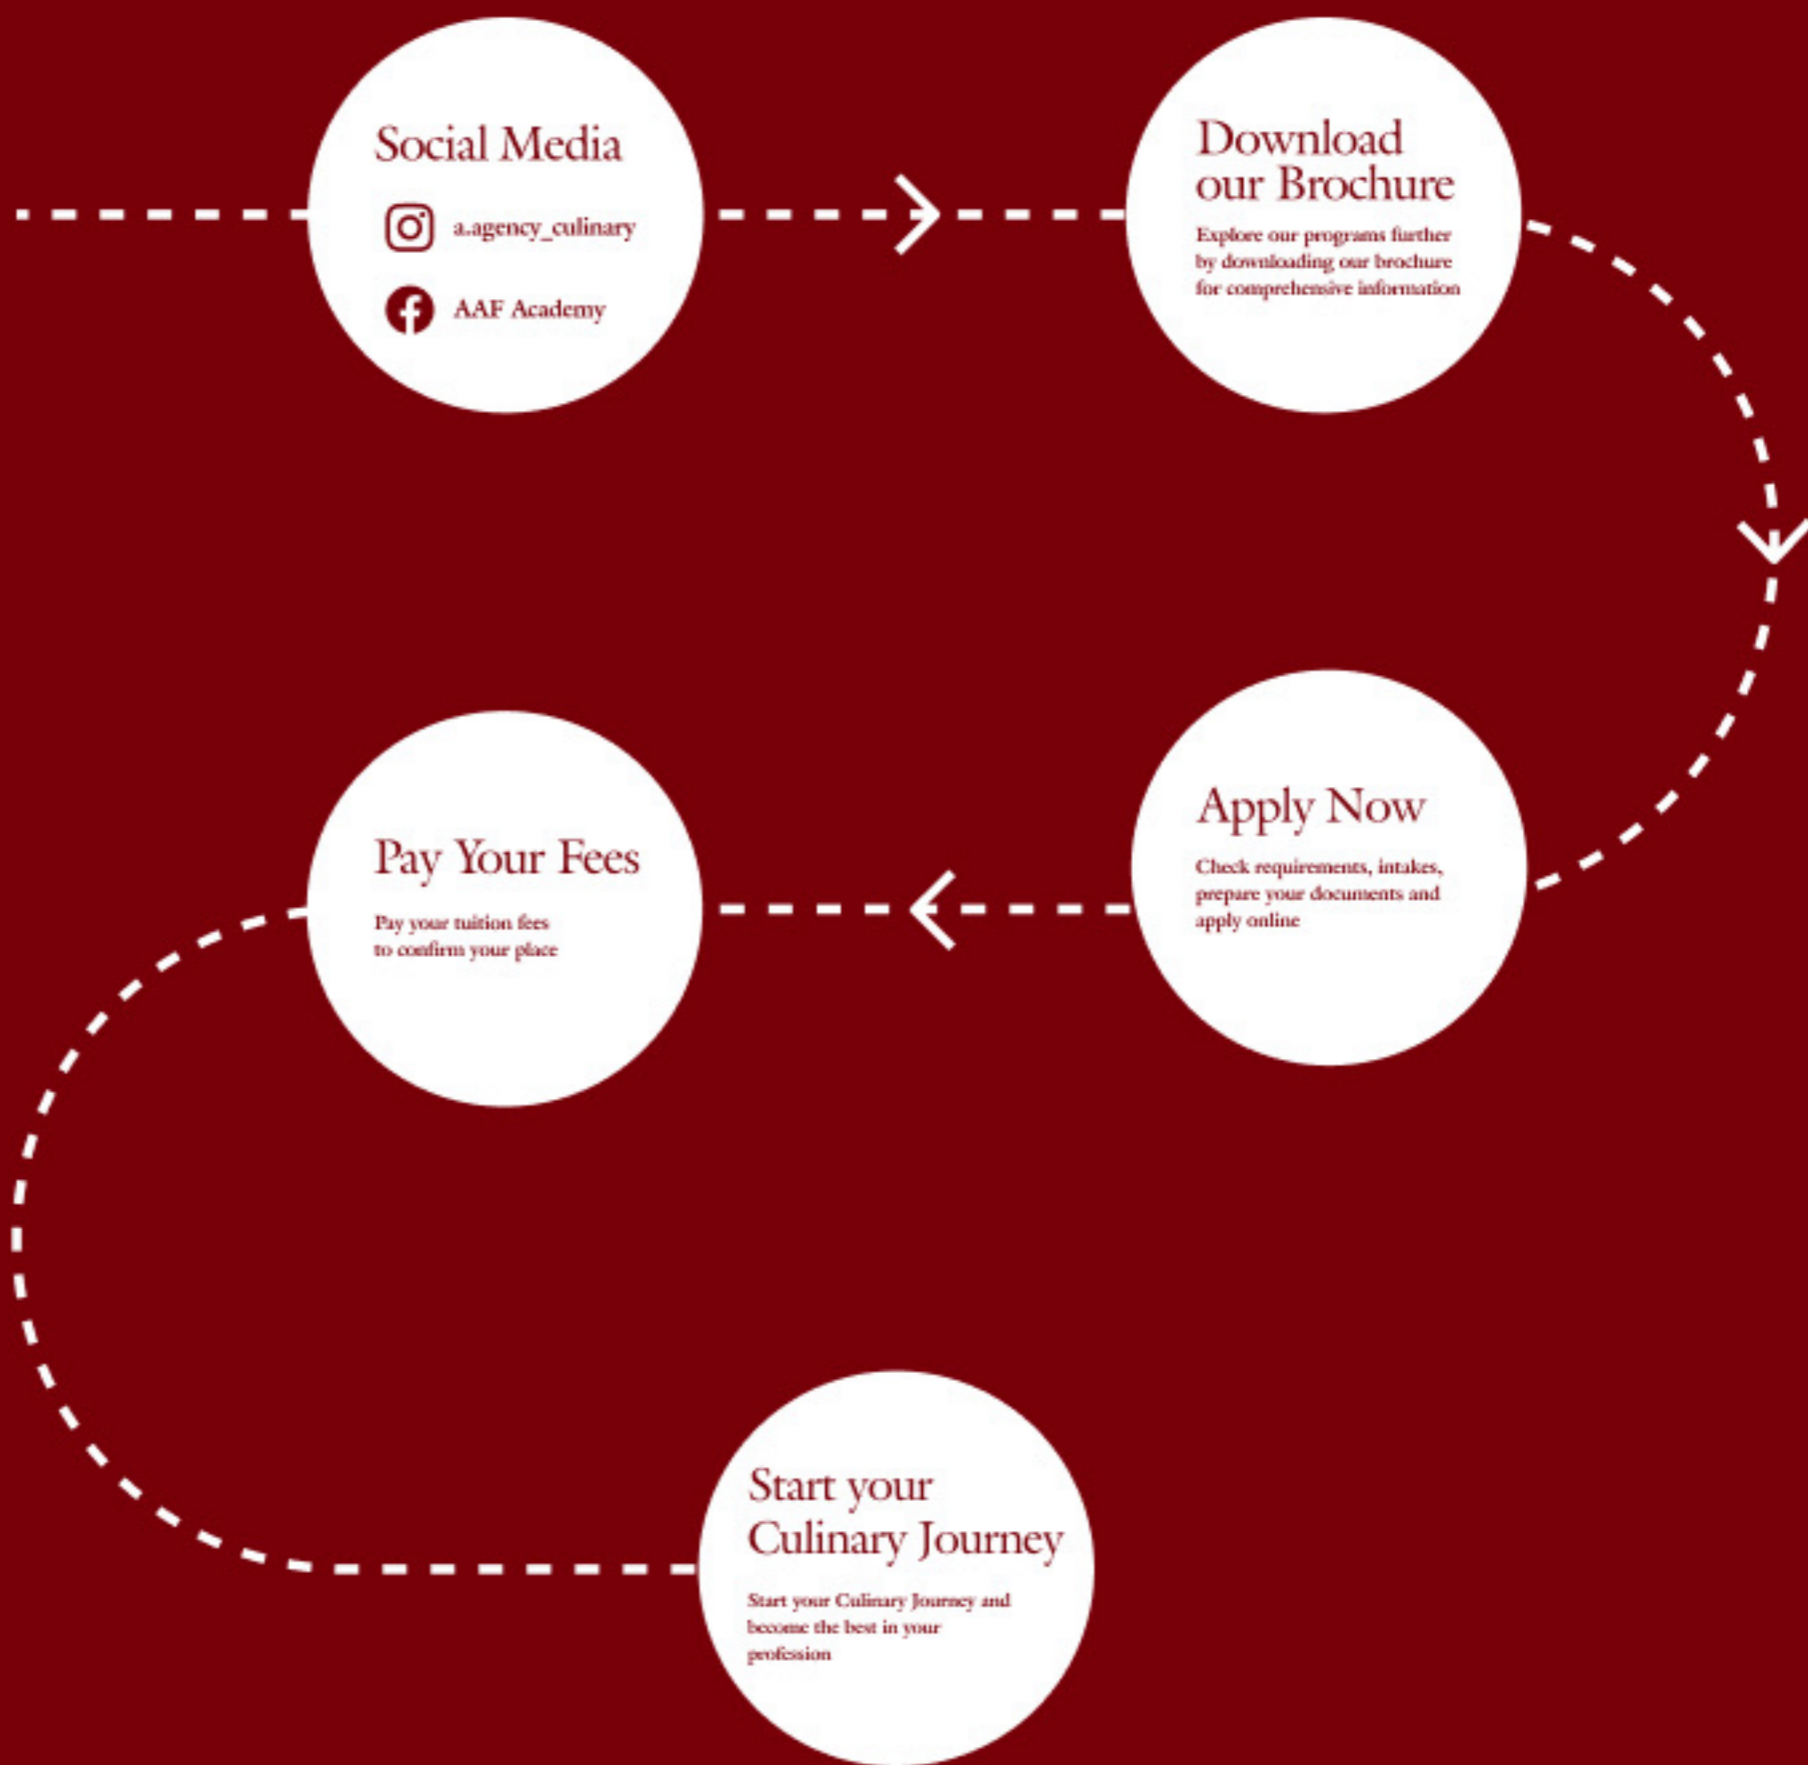 Social Media
a.agency_culinary
AAF Academy
Download
our Brochure
Explore our programs further
by downloading our brochure
for comprehensive information
Apply Now
Check requirements, intakes,
prepare your documents and
apply online
Pay Your Fees
Pay your tuition fees
to confirm your place
Start your
Culinary Journey
Start your Culinary Journey and
become the best in your
profession